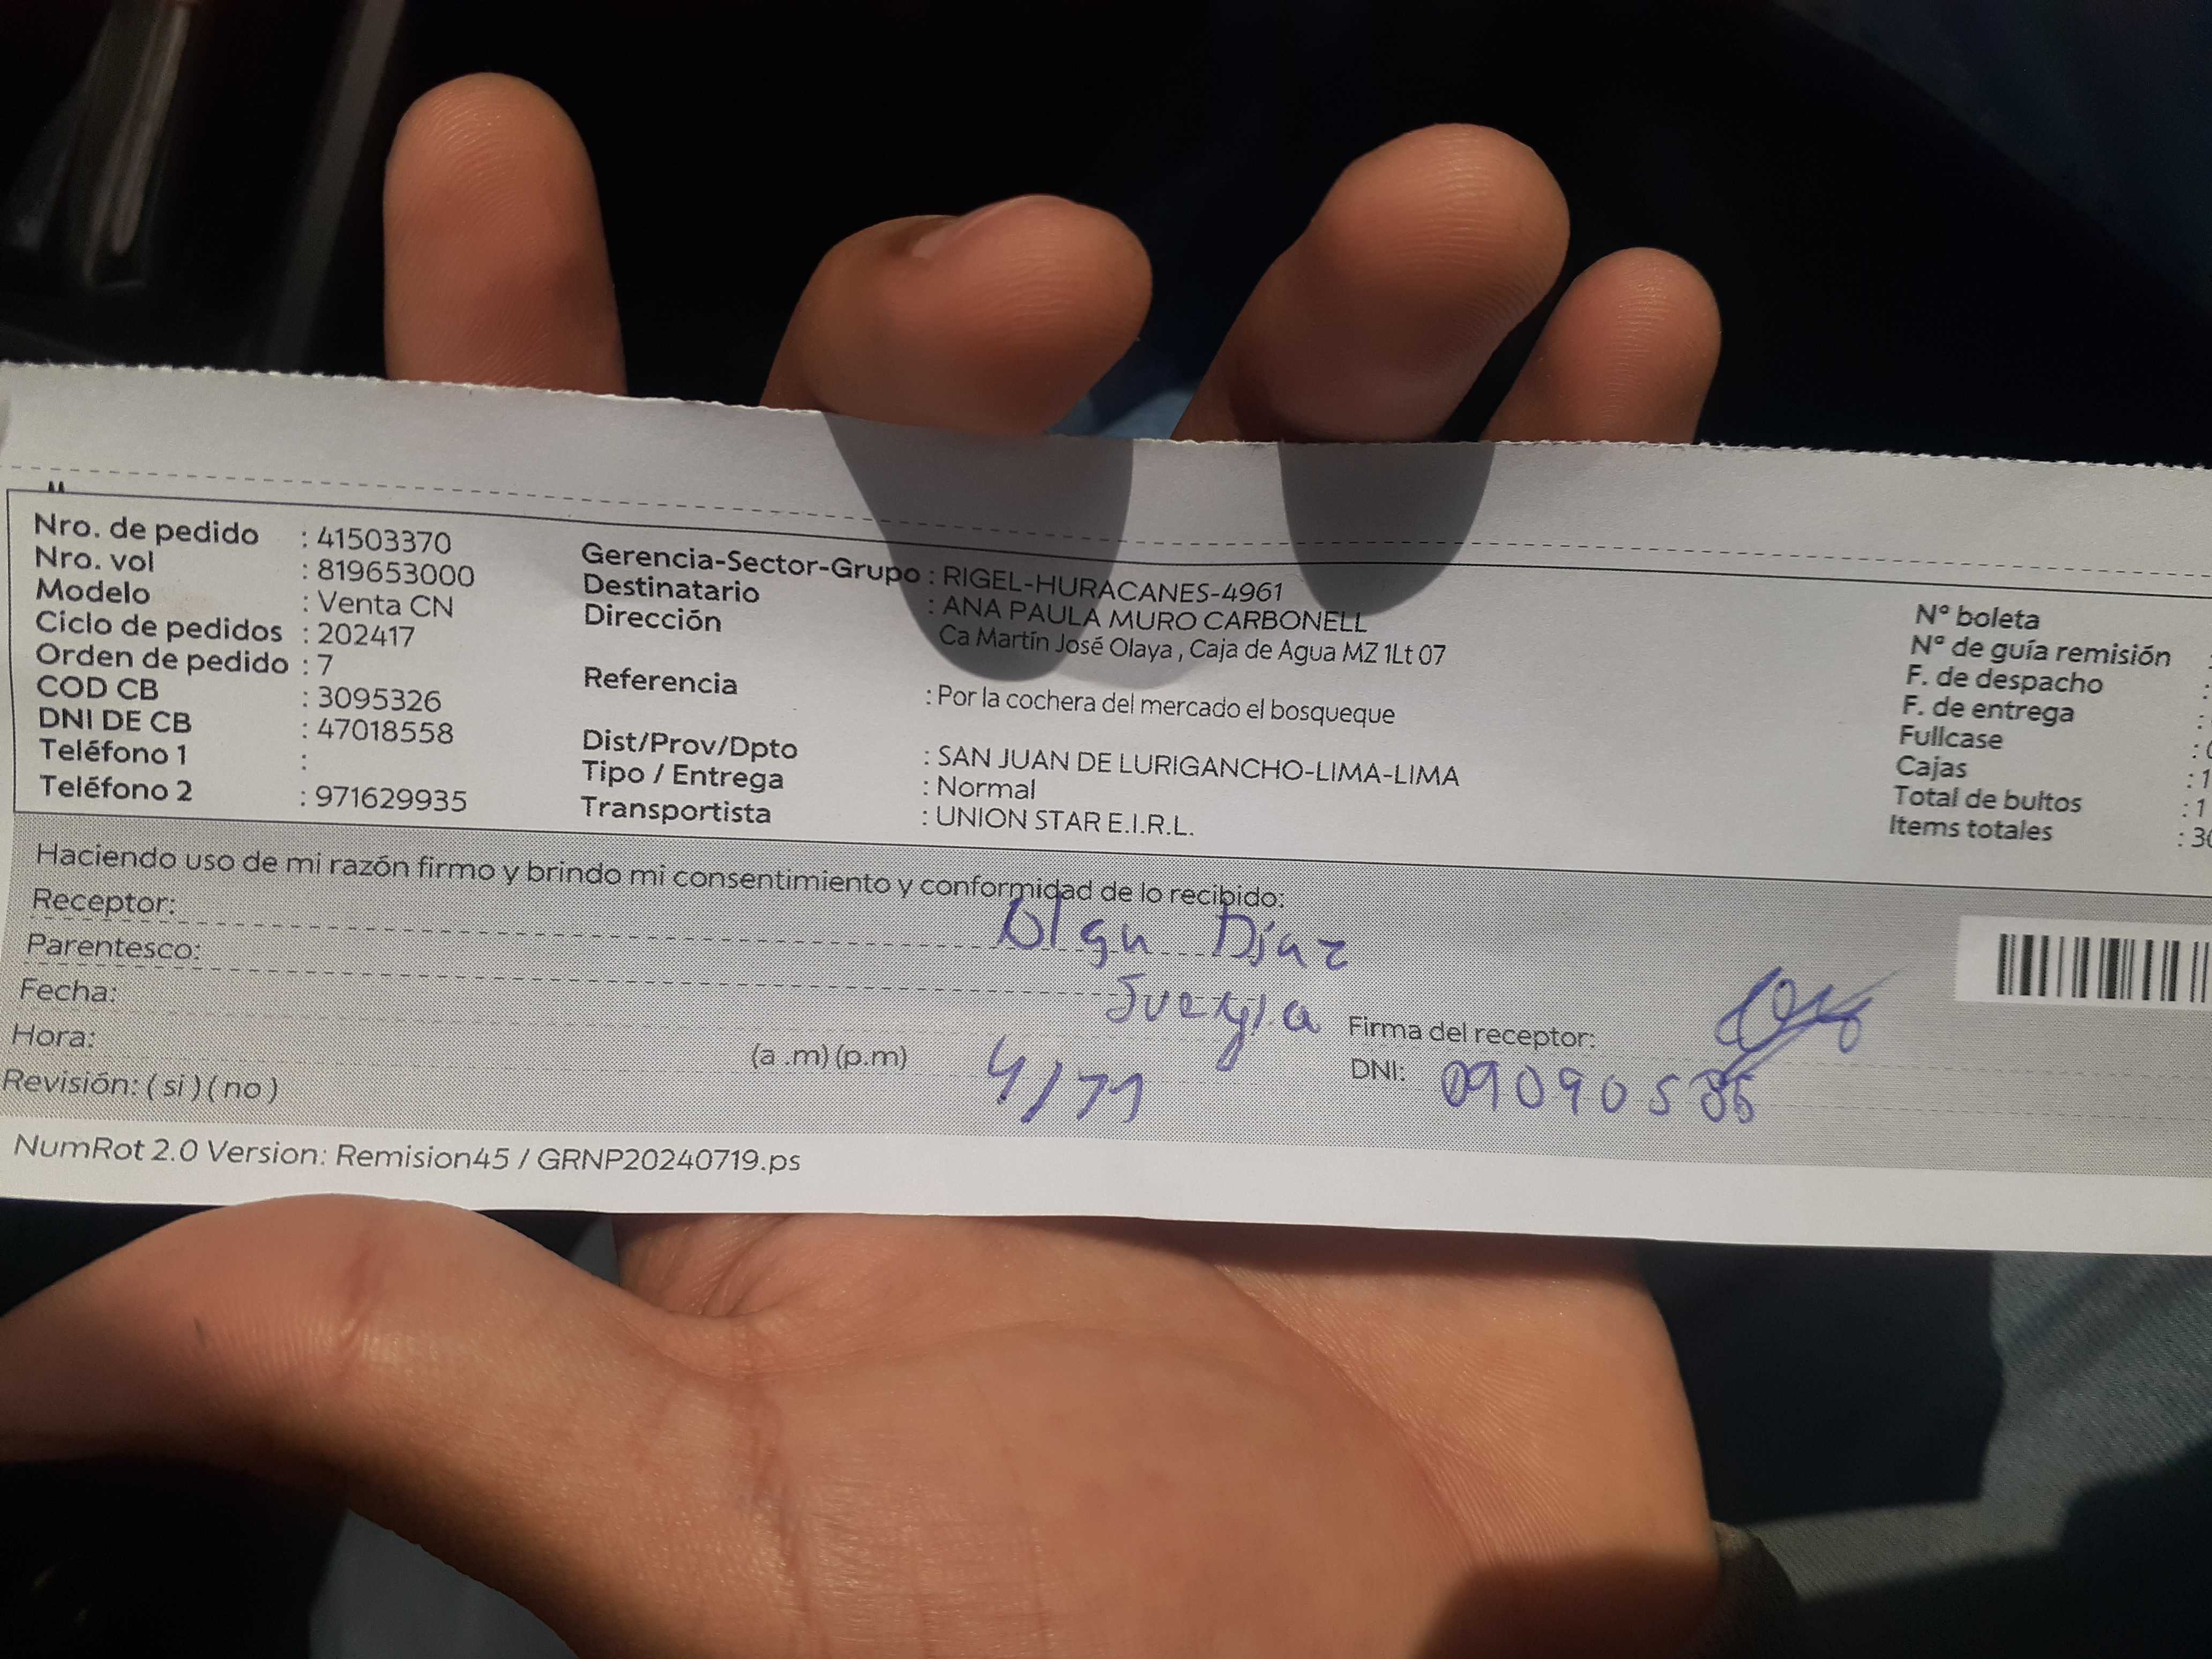 Nro. de pedido : 41503370
Nro. vol : 819653000
Modelo : Venta CN
Ciclo de pedidos : 202417
Orden de pedido : 7
COD CB : 3095326
DNI DE CB : 47018558
Teléfono 1 :
Teléfono 2 : 971629935
Gerencia-Sector-Grupo : RIGEL-HURACANES-4961
Destinatario : ANA PAULA MURO CARBONELL
Dirección Ca Martín José Olaya , Caja de Agua MZ 1Lt 07
Referencia : Por la cochera del mercado el bosqueque
Dist/Prov/Dpto : SAN JUAN DE LURIGANCHO-LIMA-LIMA
Tipo / Entrega : Normal
Transportista : UNION STAR E.I.R.L.
N° boleta
N° de guía remisión :
F. de despacho :
F. de entrega :
Fullcase :
Cajas : 1
Total de bultos : 1
Items totales :
Haciendo uso de mi razón firmo y brindo mi consentimiento y conformidad de lo recibido:
Receptor: Olga Díaz
Parentesco: Suegra
Fecha: Firma del receptor:
Hora: (a .m) (p.m) 4/11 DNI:
Revisión: ( si ) ( no )
NumRot 2.0 Version: Remision45 / GRNP20240719.ps